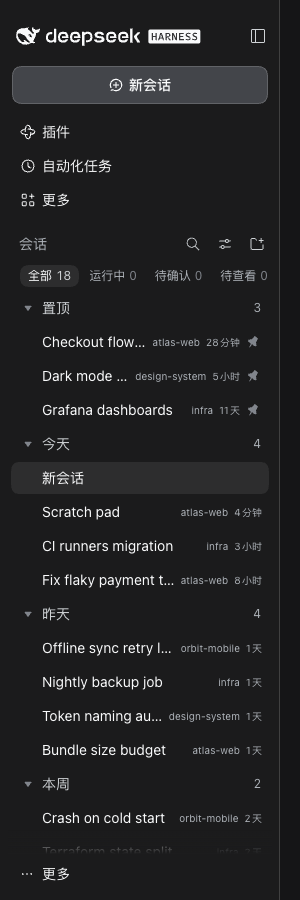 deepseek HARNESS
新会话
插件
自动化任务
更多
会话
全部 18 运行中 0 待确认 0 待查看 0
置顶 3
Checkout flow... atlas-web 28分钟
Dark mode ... design-system 5小时
Grafana dashboards infra 11天
今天 4
新会话
Scratch pad atlas-web 4分钟
CI runners migration infra 3小时
Fix flaky payment t... atlas-web 8小时
昨天 4
Offline sync retry l... orbit-mobile 1天
Nightly backup job infra 1天
Token naming au... design-system 1天
Bundle size budget atlas-web 1天
本周 2
Crash on cold start orbit-mobile 2天
Terraform state split infra
更多